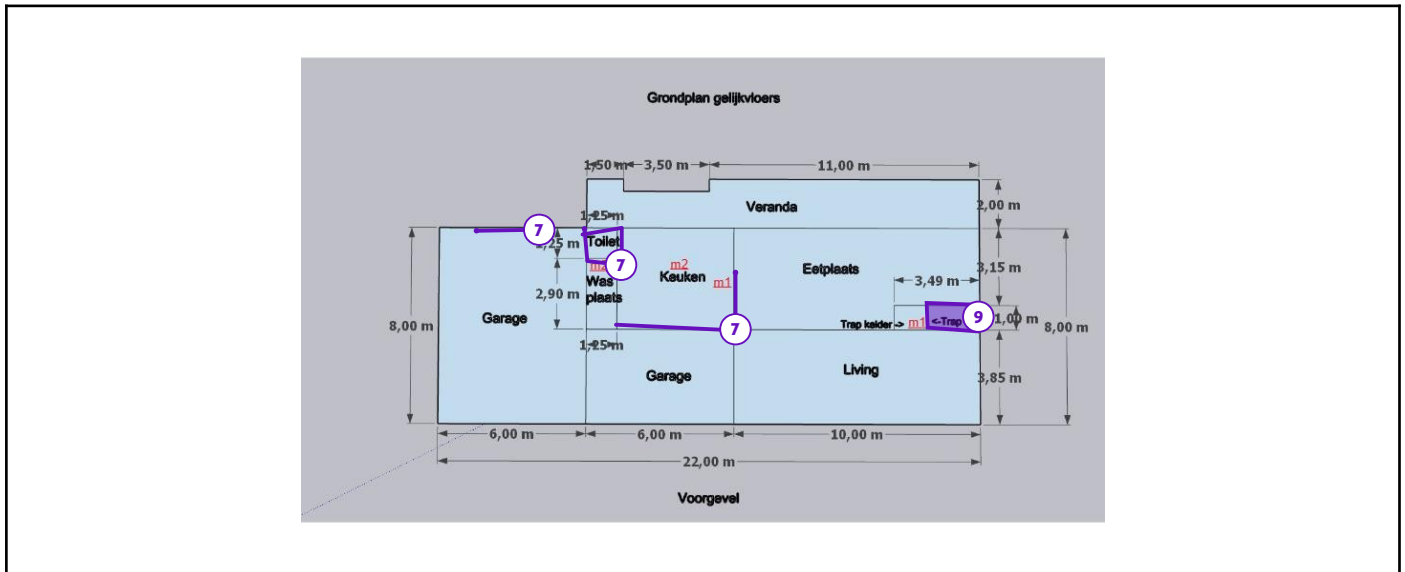 Grondplan gelijkvloers
1,50 m 3,50 m 11,00 m
Veranda
2,00 m
1,25 m
7
1,25 m
Toilet
7
m2
Keuken
m1
Eetplaats
3,15 m
3,49 m
Was
plaats
2,90 m
8,00 m
Garage
Trap kelder -> m1 <-Trap
9
1,00 m
8,00 m
7
1,25 m
Garage
Living
3,85 m
6,00 m 6,00 m 10,00 m
22,00 m
Voorgevel